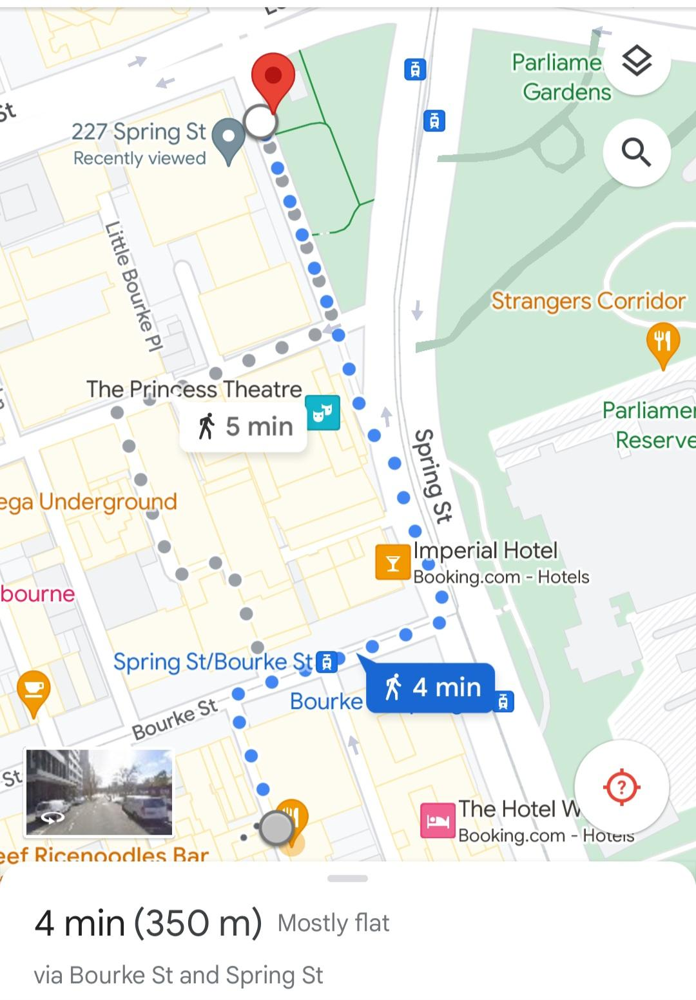 St
Parliame
Gardens
227 Spring St
Recently viewed
Little Bourke Pl
Strangers Corridor
The Princess Theatre
5 min
Parliamen
Reserve
Spring St
ega Underground
Imperial Hotel
Booking.com - Hotels
bourne
Spring St/Bourke St
4 min
Bourke
Bourke St
St
?
The Hotel W
Booking.com - Hotels
eef Ricenoodles Bar
4 min (350 m) Mostly flat
via Bourke St and Spring St